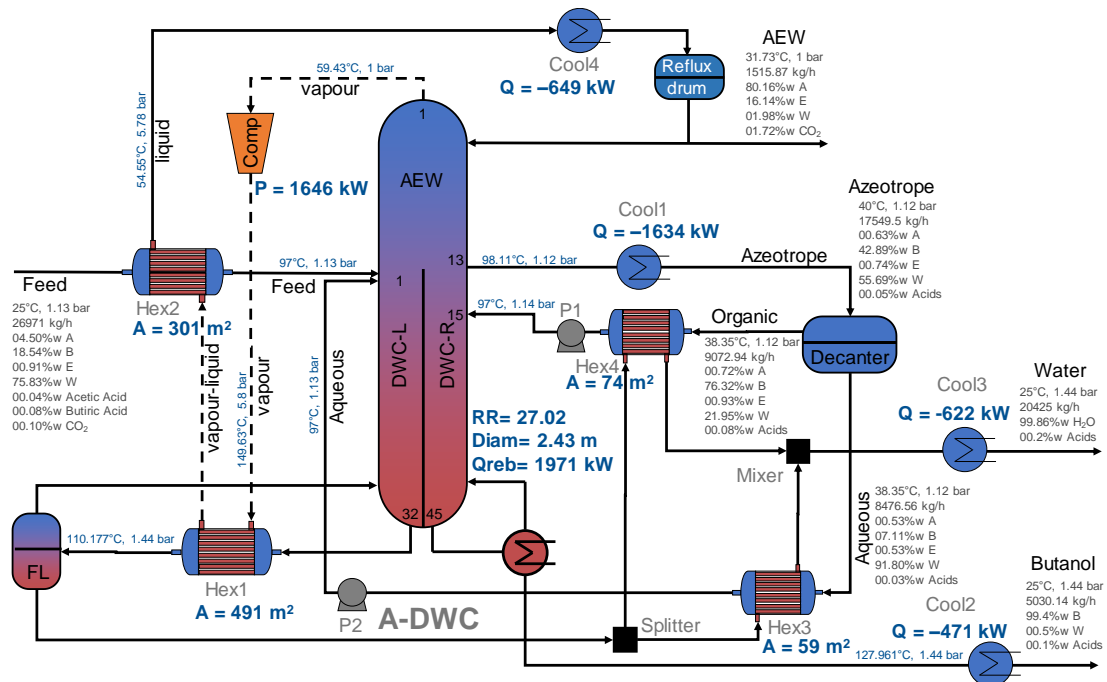 AEW
31.73°C, 1 bar
1515.87 kg/h
80.16%w A
16.14%w E
01.98%w W
01.72%w CO₂
Cool4
Q = –649 kW
Reflux
drum
59.43°C, 1 bar
vapour
1
Comp
P = 1646 kW
54.55°C, 5.78 bar
liquid
AEW
Azeotrope
40°C, 1.12 bar
17549.5 kg/h
00.63%w A
42.89%w B
00.74%w E
55.69%w W
00.05%w Acids
Cool1
Q = –1634 kW
13
98.11°C, 1.12 bar
Azeotrope
97°C, 1.13 bar
Feed
Feed
25°C, 1.13 bar
26971 kg/h
04.50%w A
18.54%w B
00.91%w E
75.83%w W
00.04% Acetic Acid
00.08% Butiric Acid
00.10% CO₂
Hex2
A = 301 m²
1
15
DWC-L
DWC-R
97°C, 1.14 bar
P1
Hex4
A = 74 m²
Organic
38.35°C, 1.12 bar
9072.94 kg/h
00.72%w A
76.32%w B
00.93%w E
21.95%w W
00.08%w Acids
Decanter
Cool3
Q = -622 kW
Water
25°C, 1.44 bar
20425 kg/h
99.86%w H₂O
00.2%w Acids
vapour-liquid
149.63°C, 5.8 bar
vapour
97°C, 1.13 bar
Aqueous
RR= 27.02
Diam= 2.43 m
Qreb= 1971 kW
Mixer
Aqueous
38.35°C, 1.12 bar
8476.56 kg/h
00.53%w A
07.11%w B
00.53%w E
91.80%w W
00.03%w Acids
32
45
110.177°C, 1.44 bar
FL
Hex1
A = 491 m²
P2
A-DWC
Splitter
Hex3
A = 59 m²
Butanol
25°C, 1.44 bar
5030.14 kg/h
99.4%w B
00.5%w W
00.1%w Acids
Cool2
Q = –471 kW
127.961°C, 1.44 bar